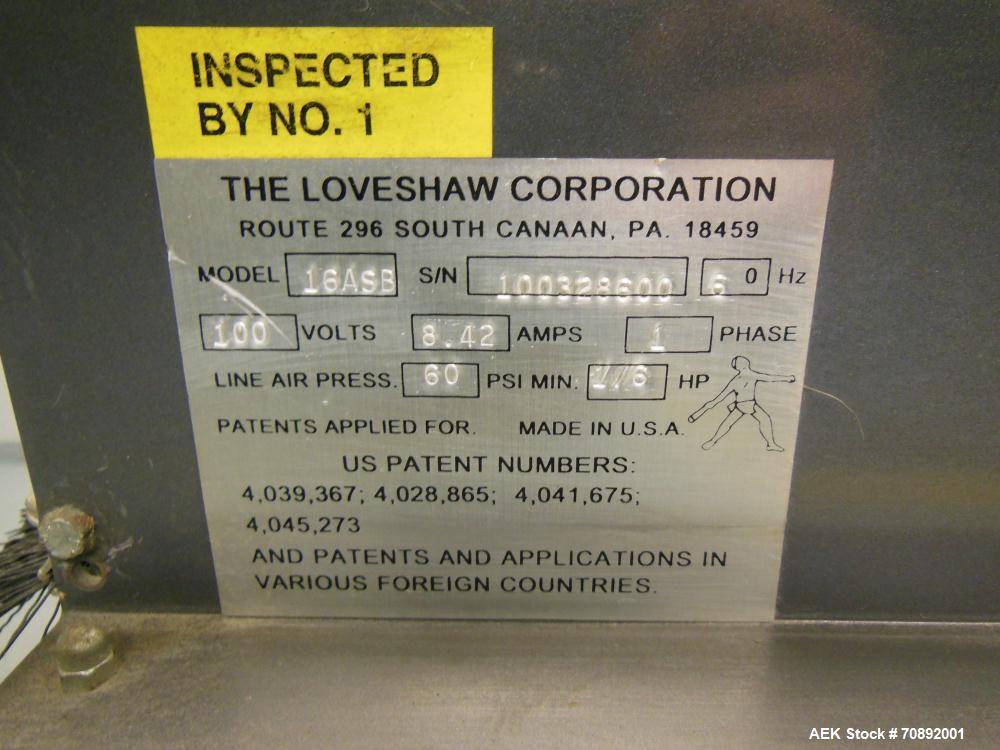 INSPECTED
BY NO. 1
THE LOVESHAW CORPORATION
ROUTE 296 SOUTH CANAAN, PA. 18459
MODEL 16ASB S/N 100328600 6 0 Hz
100 VOLTS 8.42 AMPS 1 PHASE
LINE AIR PRESS. 60 PSI MIN. 1/6 HP
PATENTS APPLIED FOR. MADE IN U.S.A.
US PATENT NUMBERS:
4,039,367; 4,028,865; 4,041,675;
4,045,273
AND PATENTS AND APPLICATIONS IN
VARIOUS FOREIGN COUNTRIES.
AEK Stock # 70892001